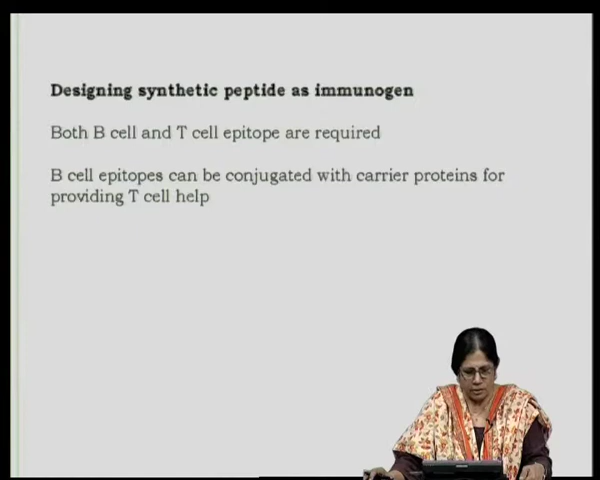 Designing synthetic peptide as immunogen
Both B cell and T cell epitope are required
B cell epitopes can be conjugated with carrier proteins for
providing T cell help